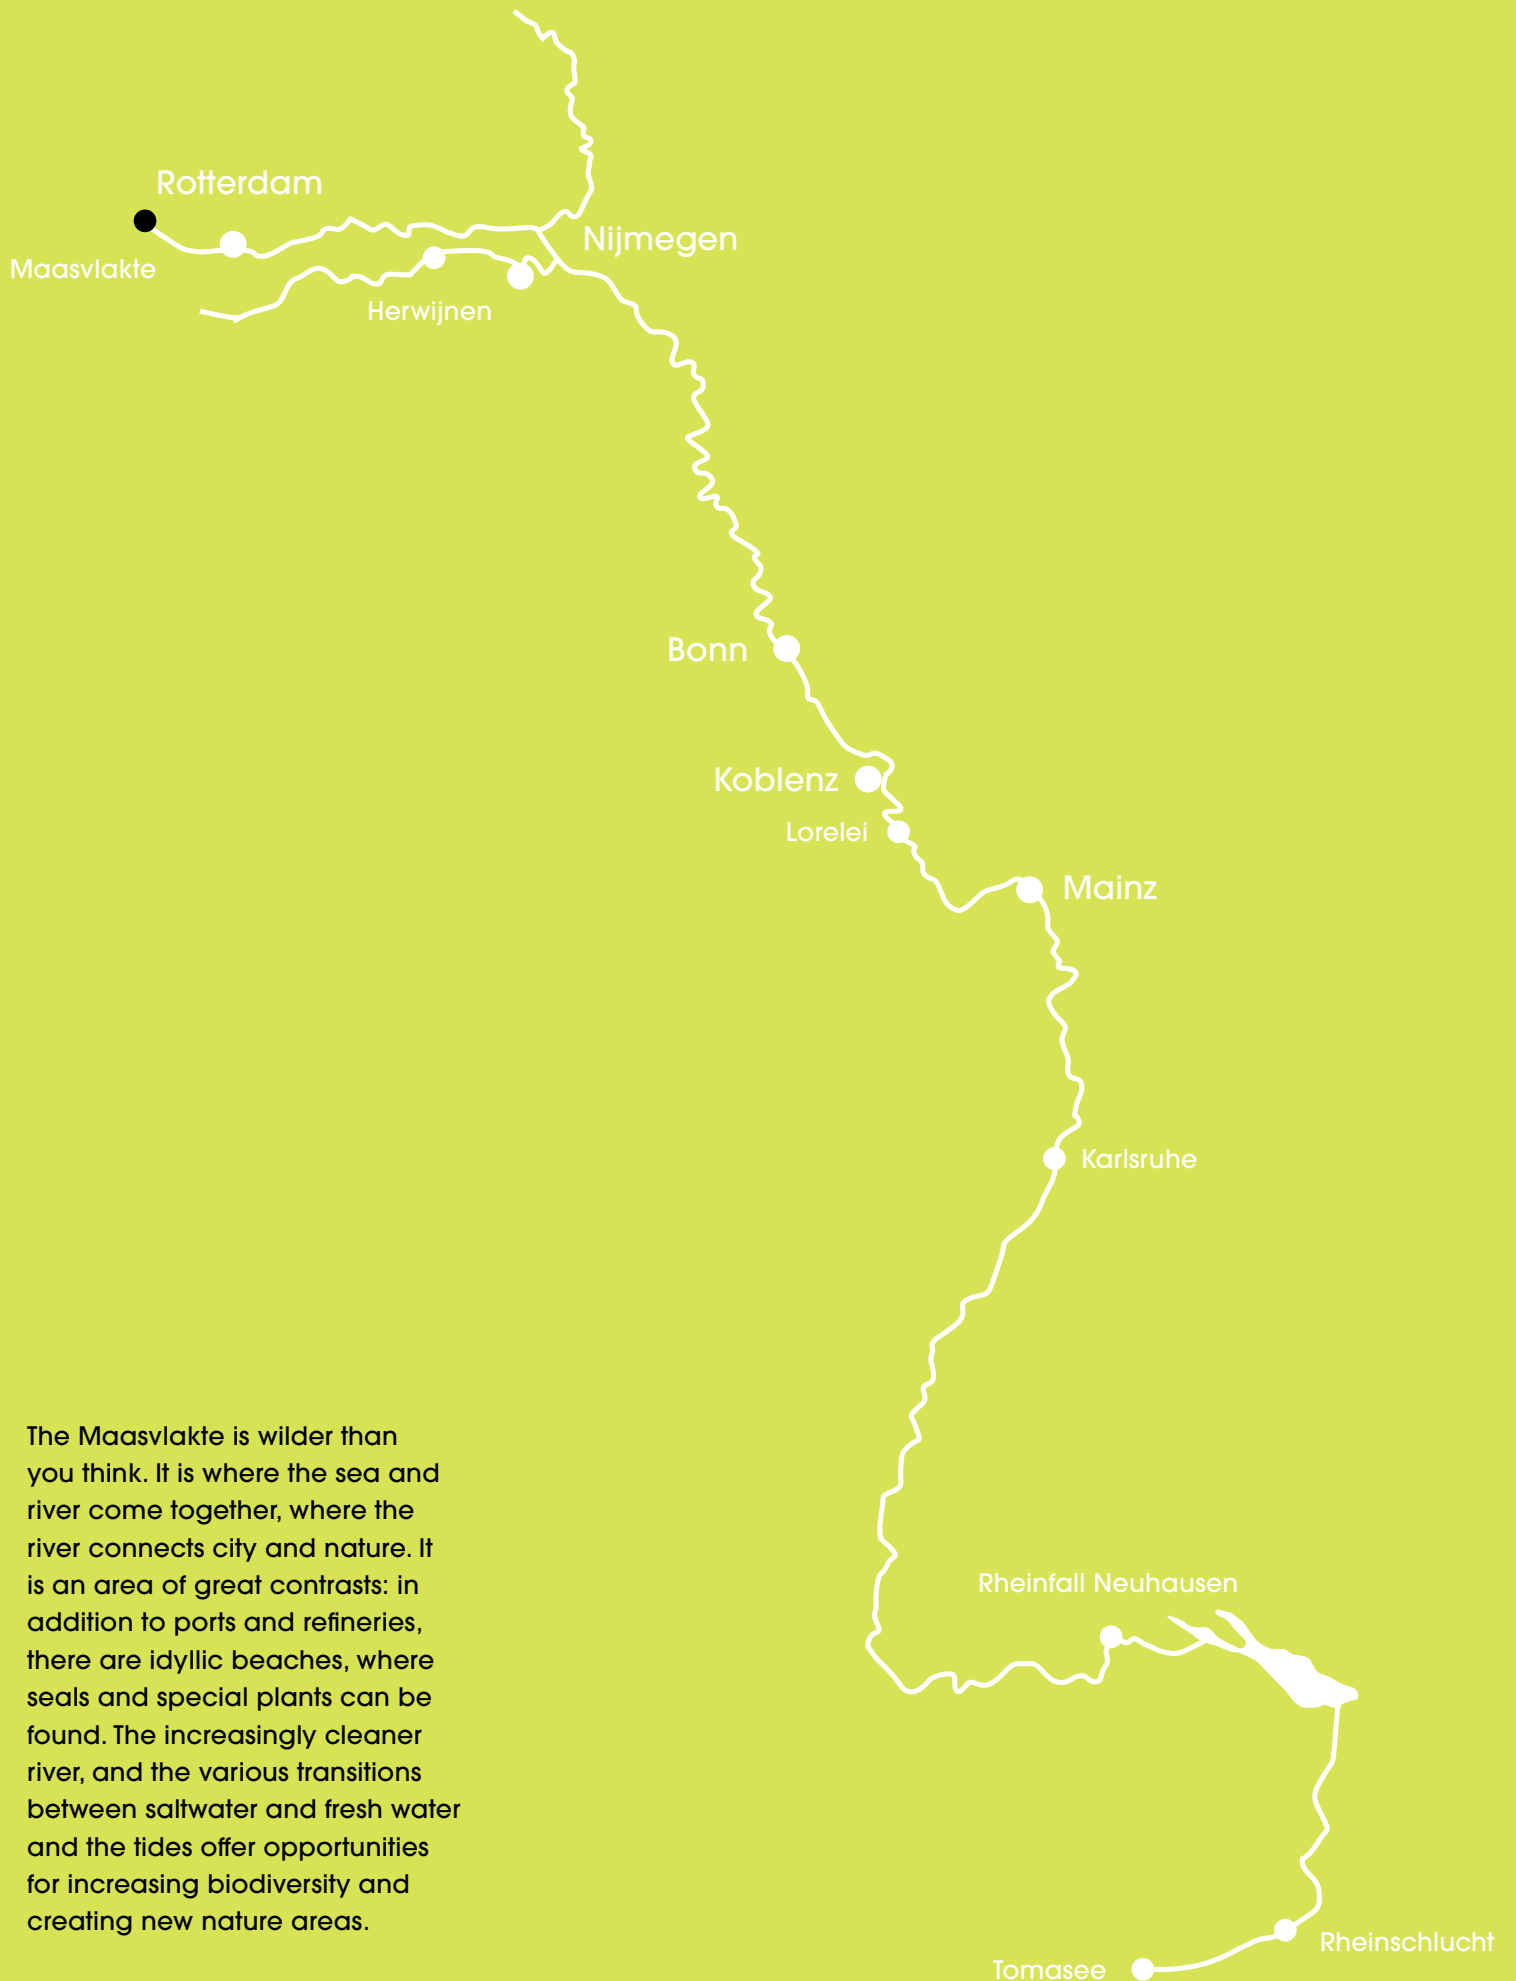 Rotterdam
Maasvlakte
Nijmegen
Herwijnen
Bonn
Koblenz
Lorelei
Mainz
Karlsruhe
The Maasvlakte is wilder than
you think. It is where the sea and
river come together, where the
river connects city and nature. It
is an area of great contrasts: in
addition to ports and refineries,
there are idyllic beaches, where
seals and special plants can be
found. The increasingly cleaner
river, and the various transitions
between saltwater and fresh water
and the tides offer opportunities
for increasing biodiversity and
creating new nature areas.
Rheinfall Neuhausen
Rheinschlucht
Tomasee